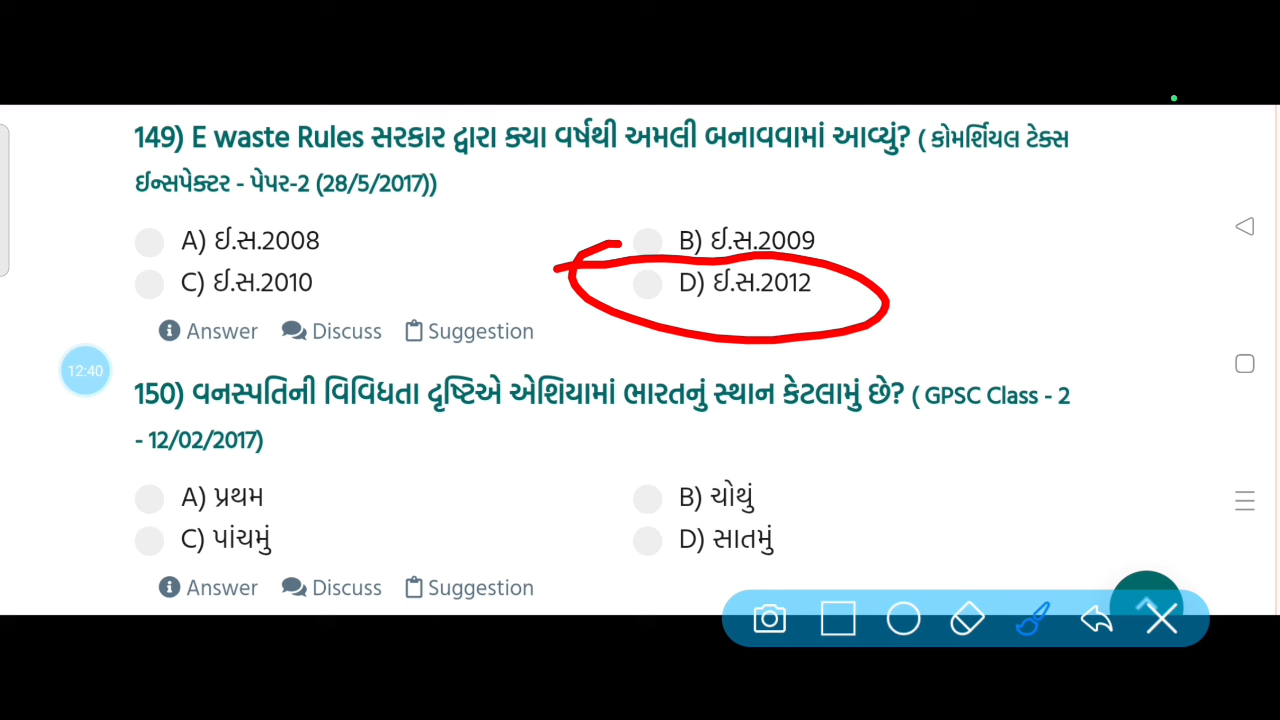 149) E waste Rules સરકાર દ્વારા ક્યા વર્ષથી અમલી બનાવવામાં આવ્યું? ( કોમર્શિયલ ટેક્સ
ઈન્સપેક્ટર - પેપર-2 (28/5/2017))
A) ઈ.સ.2008 B) ઈ.સ.2009
C) ઈ.સ.2010 D) ઈ.સ.2012
Answer Discuss Suggestion
12:40
150) વનસ્પતિની વિવિધતા દૃષ્ટિએ એશિયામાં ભારતનું સ્થાન કેટલામું છે? ( GPSC Class - 2
- 12/02/2017)
A) પ્રથમ B) ચોથું
C) પાંચમું D) સાતમું
Answer Discuss Suggestion